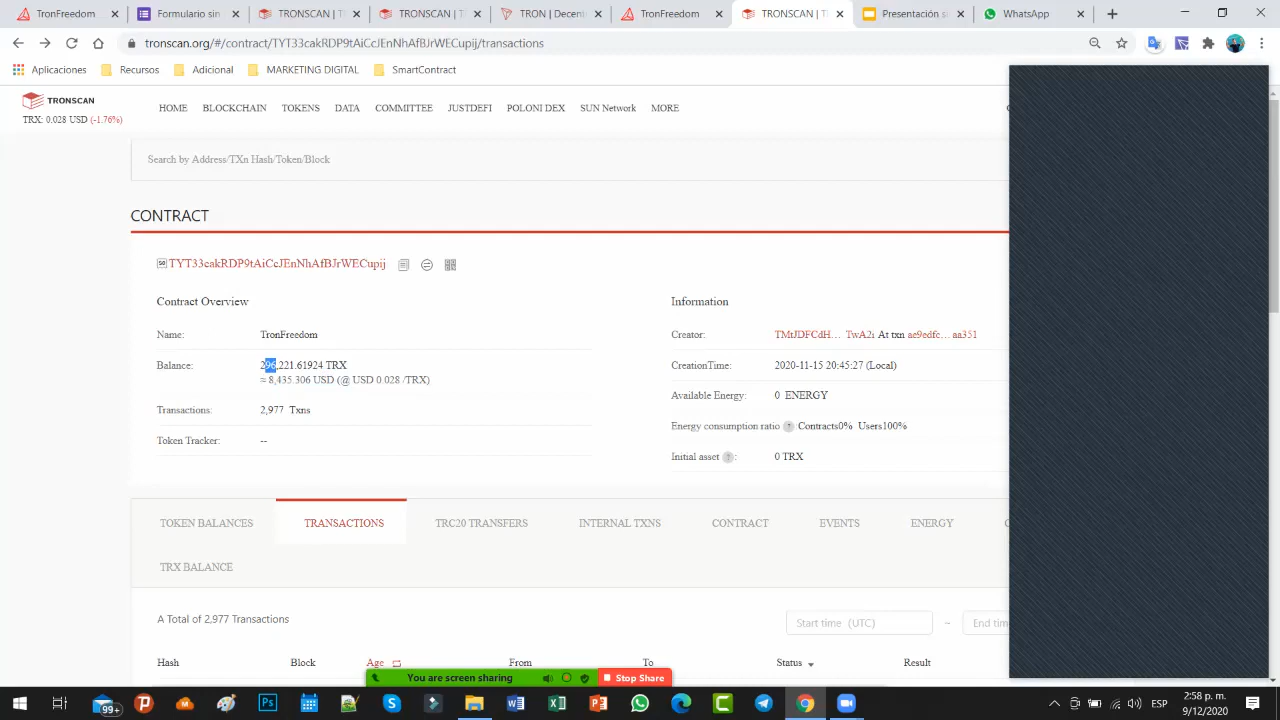 TronFreedom sin
Formulario sin t
TRONSCAN | T
TRONSCAN | T
TRON | Decent
TronFreedom
TRONSCAN | T
Presentación si
WhatsApp
tronscan.org/#/contract/TYT33cakRDP9tAiCcJEnNhAfBJrWECupij/transactions
Aplicaciones Recursos Adicional MARKETING DIGITAL SmartContract
TRONSCAN
TRX: 0.028 USD (-1.76%)
HOME BLOCKCHAIN TOKENS DATA COMMITTEE JUSTDEFI POLONI DEX SUN Network MORE
Search by Address/TXn Hash/Token/Block
CONTRACT
TYT33cakRDP9tAiCcJEnNhAfBJrWECupij
Contract Overview
Name: TronFreedom
Balance: 296,221.61924 TRX
≈ 8,435.306 USD (@ USD 0.028 /TRX)
Transactions: 2,977 Txns
Token Tracker: --
Information
Creator: TMtJDFCdH... TwA2i At txn ae9edfc... aa351
CreationTime: 2020-11-15 20:45:27 (Local)
Available Energy: 0 ENERGY
Energy consumption ratio ? Contracts0% Users100%
Initial asset ?: 0 TRX
TOKEN BALANCES TRANSACTIONS TRC20 TRANSFERS INTERNAL TXNS CONTRACT EVENTS ENERGY
TRX BALANCE
A Total of 2,977 Transactions
Start time (UTC) ~ End tim
Hash Block Age From To Status Result
You are screen sharing Stop Share
99+
ESP
2:58 p. m.
9/12/2020